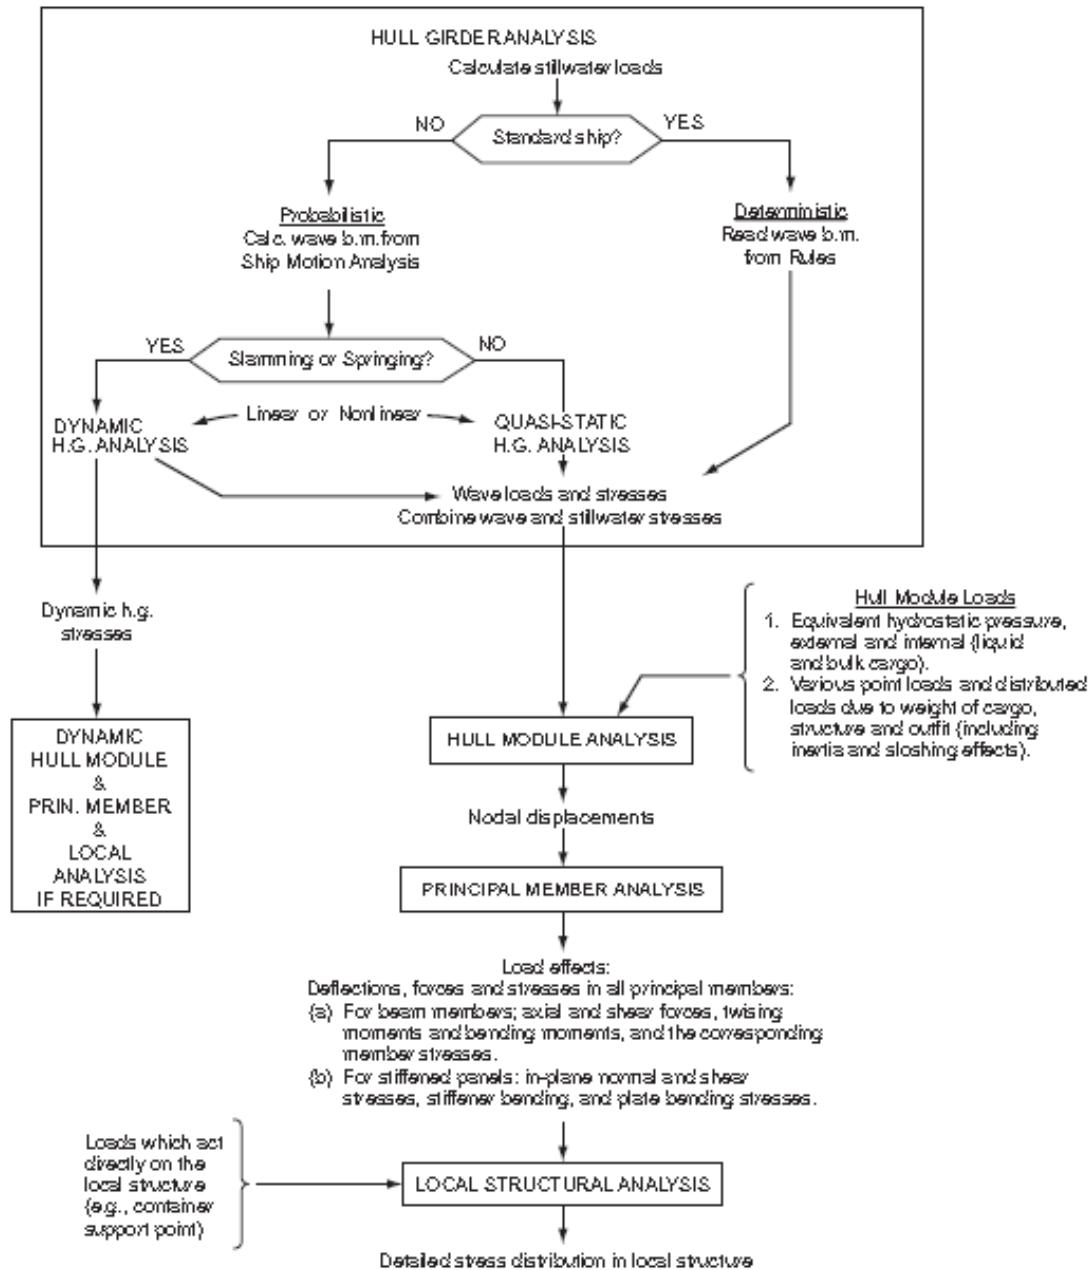 HULL GIRDER ANALYSIS
Calculate stillwater loads
NO
YES
Standard ship?
Probabilistic
Calc. wave b.m. from
Ship Motion Analysis
Deterministic
Read wave b.m.
from Rules
YES
NO
Slamming or Springing?
Linear or Nonlinear
DYNAMIC
H.G. ANALYSIS
QUASI-STATIC
H.G. ANALYSIS
Wave loads and stresses
Combine wave and stillwater stresses
Dynamic h.g.
stresses
Hull Module Loads
1. Equivalent hydrostatic pressure,
external and internal (liquid
and bulk cargo).
2. Various point loads and distributed
loads due to weight of cargo,
structure and outfit (including
inertia and sloshing effects).
DYNAMIC
HULL MODULE
&
PRIN. MEMBER
&
LOCAL
ANALYSIS
IF REQUIRED
HULL MODULE ANALYSIS
Nodal displacements
PRINCIPAL MEMBER ANALYSIS
Load effects:
Deflections, forces and stresses in all principal members:
(a) For beam members; axial and shear forces, twising
moments and bending moments, and the corresponding
member stresses.
(b) For stiffened panels: in-plane normal and shear
stresses, stiffener bending, and plate bending stresses.
Loads which act
directly on the
local structure
(e.g., container
support point)
LOCAL STRUCTURAL ANALYSIS
Detailed stress distribution in local structure